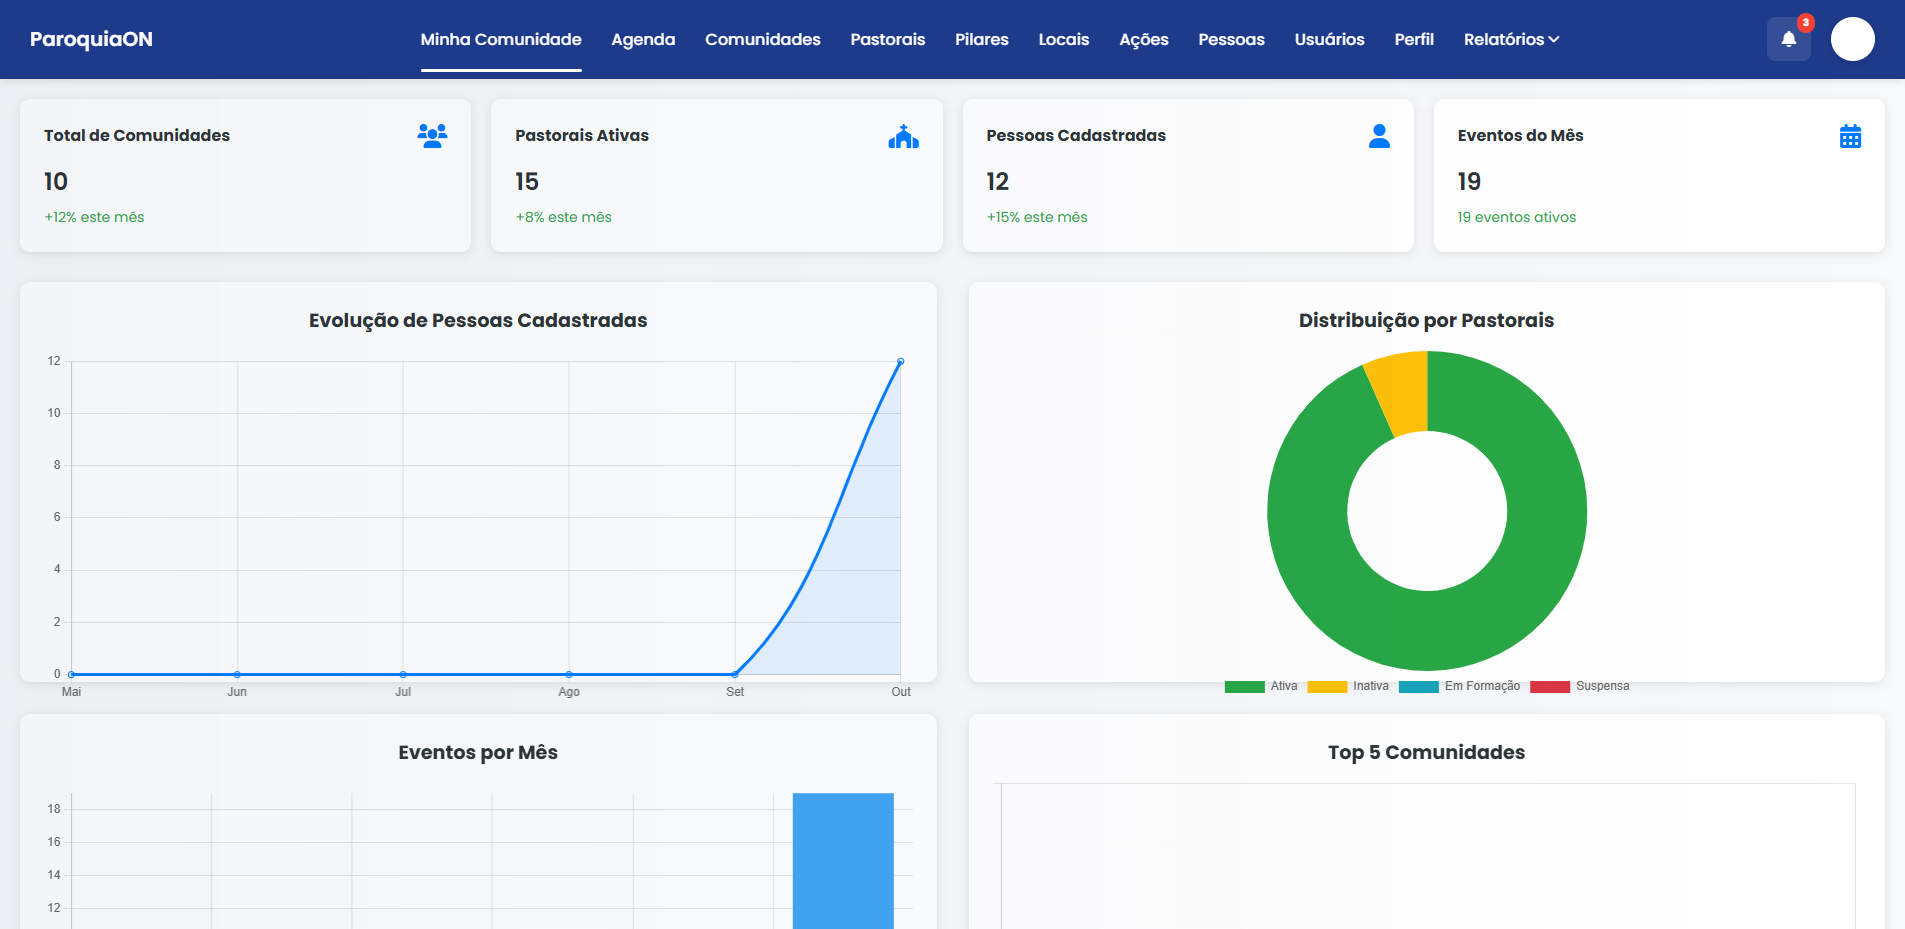 ParoquiaON
Minha Comunidade Agenda Comunidades Pastorais Pilares Locais Ações Pessoas Usuários Perfil Relatórios
3
Total de Comunidades
10
+12% este mês
Pastorais Ativas
15
+8% este mês
Pessoas Cadastradas
12
+15% este mês
Eventos do Mês
19
19 eventos ativos
Evolução de Pessoas Cadastradas
12
10
8
6
4
2
0
Mai Jun Jul Ago Set Out
Distribuição por Pastorais
Ativa Inativa Em Formação Suspensa
Eventos por Mês
18
16
14
12
Top 5 Comunidades